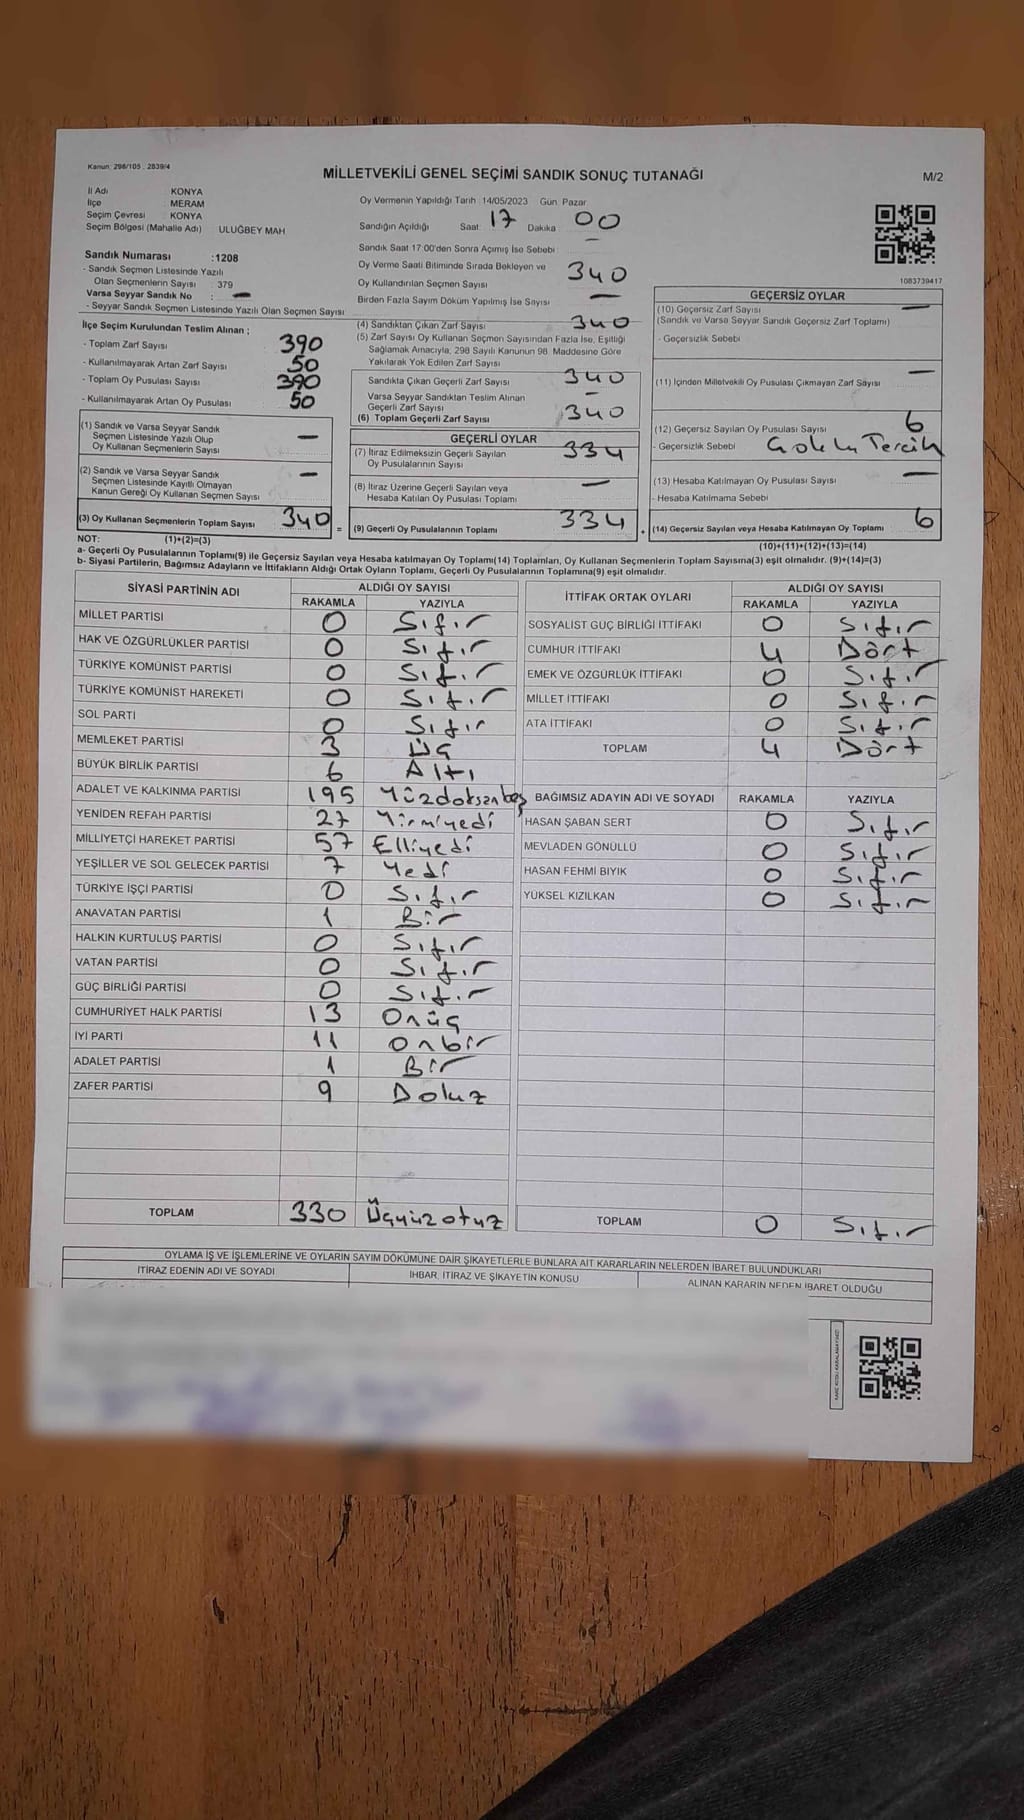 Kanun: 298/105 . 2839/4
MİLLETVEKİLİ GENEL SEÇİMİ SANDIK SONUÇ TUTANAĞI
M/2
İl Adı KONYA
İlçe MERAM
Seçim Çevresi KONYA
Seçim Bölgesi (Mahalle Adı) ULUĞBEY MAH
Oy Vermenin Yapıldığı Tarih :14/05/2023 Gün: Pazar
Sandığın Açıldığı Saat 17 Dakika 00
Sandık Saat 17:00'den Sonra Açımış İse Sebebi : —
Oy Verme Saati Bitiminde Sırada Bekleyen ve
Oy Kullandırılan Seçmen Sayısı 340
Birden Fazla Sayım Döküm Yapılmış İse Sayısı —
1083739417
Sandık Numarası :1208
- Sandık Seçmen Listesinde Yazılı
Olan Seçmenlerin Sayısı : 379
Varsa Seyyar Sandık No : —
- Seyyar Sandık Seçmen Listesinde Yazılı Olan Seçmen Sayısı
İlçe Seçim Kurulundan Teslim Alınan ;
- Toplam Zarf Sayısı 390
- Kullanılmayarak Artan Zarf Sayısı 50
- Toplam Oy Pusulası Sayısı 390
- Kullanılmayarak Artan Oy Pusulası 50
(1) Sandık ve Varsa Seyyar Sandık
Seçmen Listesinde Yazılı Olup
Oy Kullanan Seçmenlerin Sayısı —
(2) Sandık ve Varsa Seyyar Sandık
Seçmen Listesinde Kayıtlı Olmayan
Kanun Gereği Oy Kullanan Seçmen Sayısı —
(3) Oy Kullanan Seçmenlerin Toplam Sayısı 340
(4) Sandıktan Çıkan Zarf Sayısı 340
(5) Zarf Sayısı Oy Kullanan Seçmen Sayısından Fazla İse, Eşitliği
Sağlamak Amacıyla, 298 Sayılı Kanunun 98. Maddesine Göre
Yakılarak Yok Edilen Zarf Sayısı
Sandıkta Çıkan Geçerli Zarf Sayısı 340
Varsa Seyyar Sandıktan Teslim Alınan
Geçerli Zarf Sayısı —
(6) Toplam Geçerli Zarf Sayısı 340
GEÇERLİ OYLAR
(7) İtiraz Edilmeksizin Geçerli Sayılan
Oy Pusulalarının Sayısı 334
(8) İtiraz Üzerine Geçerli Sayılan veya
Hesaba Katılan Oy Pusulası Toplamı —
= (9) Geçerli Oy Pusulalarının Toplamı 334
GEÇERSİZ OYLAR
(10) Geçersiz Zarf Sayısı —
(Sandık ve Varsa Seyyar Sandık Geçersiz Zarf Toplamı)
- Geçersizlik Sebebi
(11) İçinden Milletvekili Oy Pusulası Çıkmayan Zarf Sayısı —
(12) Geçersiz Sayılan Oy Pusulası Sayısı 6
- Geçersizlik Sebebi Tercih
(13) Hesaba Katılmayan Oy Pusulası Sayısı —
- Hesaba Katılmama Sebebi
+ (14) Geçersiz Sayılan veya Hesaba Katılmayan Oy Toplamı 6
NOT: (1)+(2)=(3)
(10)+(11)+(12)+(13)=(14)
a- Geçerli Oy Pusulalarının Toplamı(9) ile Geçersiz Sayılan veya Hesaba katılmayan Oy Toplamı(14) Toplamları, Oy Kullanan Seçmenlerin Toplam Sayısına(3) eşit olmalıdır. (9)+(14)=(3)
b- Siyasi Partilerin, Bağımsız Adayların ve İttifakların Aldığı Ortak Oyların Toplamı, Geçerli Oy Pusulalarının Toplamına(9) eşit olmalıdır.
SİYASİ PARTİNİN ADI ALDIĞI OY SAYISI
RAKAMLA YAZIYLA
MİLLET PARTİSİ 0 Sıfır
HAK VE ÖZGÜRLÜKLER PARTİSİ 0 Sıfır
TÜRKİYE KOMÜNİST PARTİSİ 0 Sıfır
TÜRKİYE KOMÜNİST HAREKETİ 0 Sıfır
SOL PARTİ 0 Sıfır
MEMLEKET PARTİSİ 3 Üç
BÜYÜK BİRLİK PARTİSİ 6 Altı
ADALET VE KALKINMA PARTİSİ 195 Yüzdoksanbeş
YENİDEN REFAH PARTİSİ 27 Yirmiyedi
MİLLİYETÇİ HAREKET PARTİSİ 57 Elliyedi
YEŞİLLER VE SOL GELECEK PARTİSİ 7 Yedi
TÜRKİYE İŞÇİ PARTİSİ 0 Sıfır
ANAVATAN PARTİSİ 1 Bir
HALKIN KURTULUŞ PARTİSİ 0 Sıfır
VATAN PARTİSİ 0 Sıfır
GÜÇ BİRLİĞİ PARTİSİ 0 Sıfır
CUMHURİYET HALK PARTİSİ 13 Onüç
İYİ PARTİ 11 Onbir
ADALET PARTİSİ 1 Bir
ZAFER PARTİSİ 9 Dokuz
TOPLAM 330 Üçyüzotuz
İTTİFAK ORTAK OYLARI ALDIĞI OY SAYISI
RAKAMLA YAZIYLA
SOSYALİST GÜÇ BİRLİĞİ İTTİFAKI 0 Sıfır
CUMHUR İTTİFAKI 4 Dört
EMEK VE ÖZGÜRLÜK İTTİFAKI 0 Sıfır
MİLLET İTTİFAKI 0 Sıfır
ATA İTTİFAKI 0 Sıfır
TOPLAM 4 Dört
BAĞIMSIZ ADAYIN ADI VE SOYADI RAKAMLA YAZIYLA
HASAN ŞABAN SERT 0 Sıfır
MEVLADEN GÖNÜLLÜ 0 Sıfır
HASAN FEHMİ BIYIK 0 Sıfır
YÜKSEL KIZILKAN 0 Sıfır
TOPLAM 0 Sıfır
OYLAMA İŞ VE İŞLEMLERİNE VE OYLARIN SAYIM DÖKÜMÜNE DAİR ŞİKAYETLERLE BUNLARA AİT KARARLARIN NELERDEN İBARET BULUNDUKLARI
İTİRAZ EDENİN ADI VE SOYADI İHBAR, İTİRAZ VE ŞİKAYETİN KONUSU ALINAN KARARIN NEDEN İBARET OLDUĞU